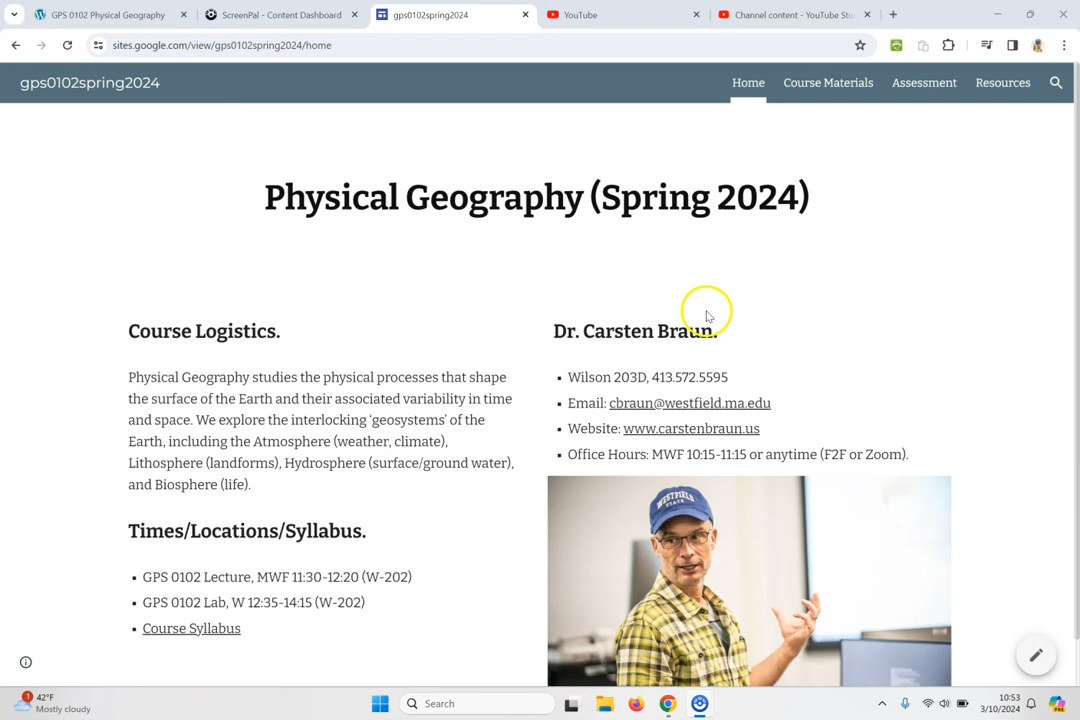 GPS 0102 Physical Geography
ScreenPal - Content Dashboard
gps0102spring2024
YouTube
Channel content - YouTube Stu
sites.google.com/view/gps0102spring2024/home
gps0102spring2024
Home
Course Materials
Assessment
Resources
Physical Geography (Spring 2024)
Course Logistics.
Physical Geography studies the physical processes that shape
the surface of the Earth and their associated variability in time
and space. We explore the interlocking ‘geosystems’ of the
Earth, including the Atmosphere (weather, climate),
Lithosphere (landforms), Hydrosphere (surface/ground water),
and Biosphere (life).
Times/Locations/Syllabus.
▪ GPS 0102 Lecture, MWF 11:30-12:20 (W-202)
▪ GPS 0102 Lab, W 12:35-14:15 (W-202)
▪ Course Syllabus
Dr. Carsten Braun.
▪ Wilson 203D, 413.572.5595
▪ Email: cbraun@westfield.ma.edu
▪ Website: www.carstenbraun.us
▪ Office Hours: MWF 10:15-11:15 or anytime (F2F or Zoom).
WESTFIELD
STATE
1
42°F
Mostly cloudy
Search
10:53
3/10/2024
PRE